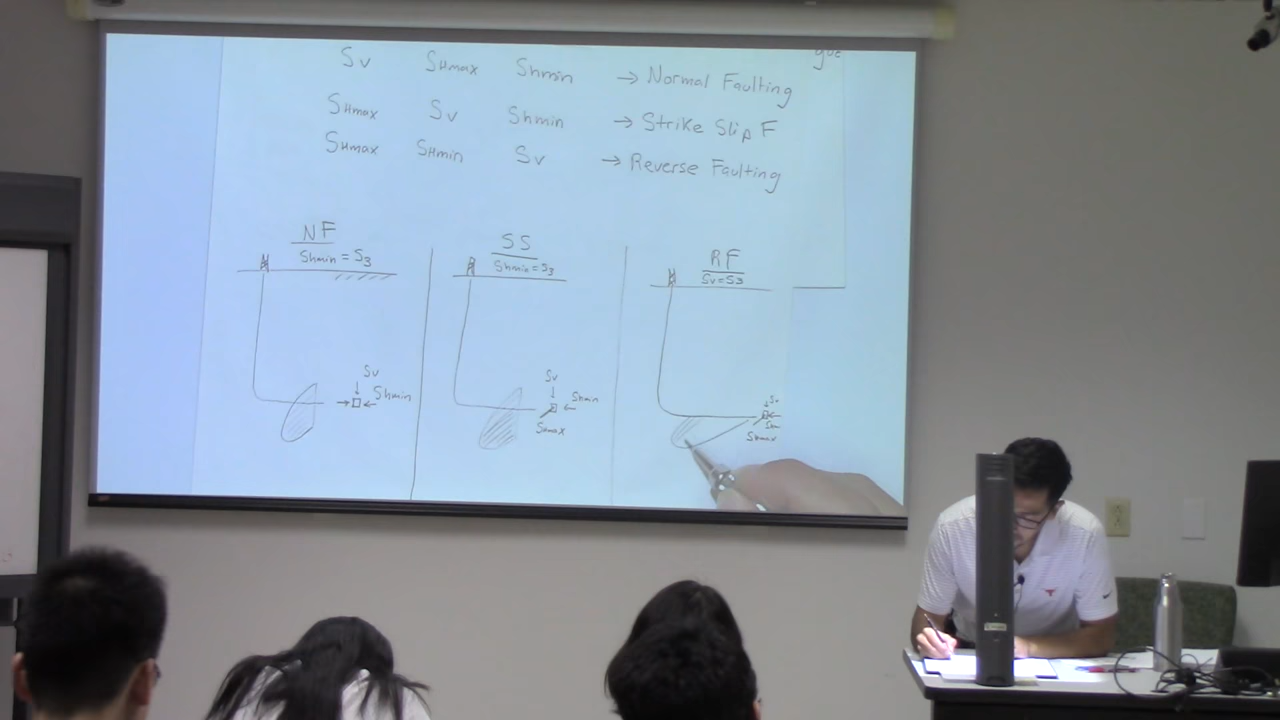 Sv SHmax Shmin → Normal Faulting
SHmax Sv Shmin → Strike Slip F
SHmax SHmin Sv → Reverse Faulting
NF
Shmin = S3
SS
Shmin = S3
RF
Sv = S3
Sv
Shmin
Sv
Shmin
SHmax
Sv
SHmax